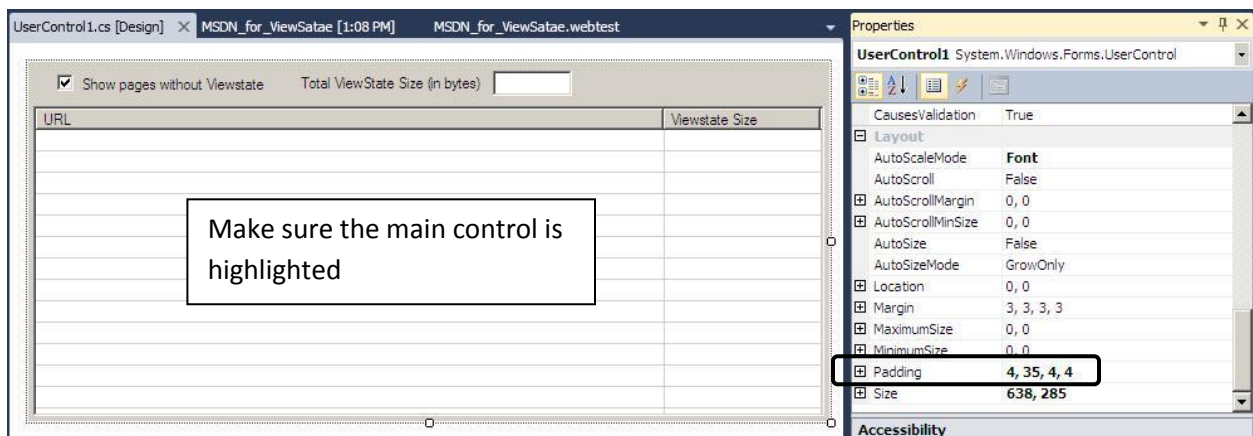 UserControl1.cs [Design] MSDN_for_ViewSatae [1:08 PM] MSDN_for_ViewSatae.webtest
Show pages without Viewstate Total ViewState Size (in bytes)
URL Viewstate Size
Make sure the main control is
highlighted
Properties
UserControl1 System.Windows.Forms.UserControl
CausesValidation True
Layout
AutoScaleMode Font
AutoScroll False
AutoScrollMargin 0, 0
AutoScrollMinSize 0, 0
AutoSize False
AutoSizeMode GrowOnly
Location 0, 0
Margin 3, 3, 3, 3
MaximumSize 0, 0
MinimumSize 0, 0
Padding 4, 35, 4, 4
Size 638, 285
Accessibility